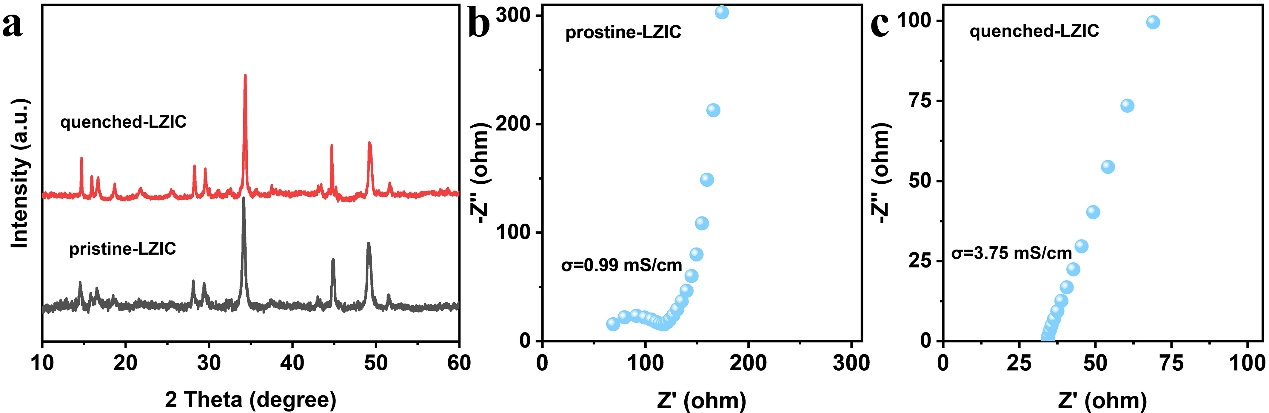 a
quenched-LZIC
pristine-LZIC
Intensity (a.u.)
10 20 30 40 50 60
2 Theta (degree)
b
prostine-LZIC
σ=0.99 mS/cm
-Z'' (ohm)
300
200
100
0
0 100 200 300
Z' (ohm)
c
quenched-LZIC
σ=3.75 mS/cm
-Z'' (ohm)
100
75
50
25
0
0 25 50 75 100
Z' (ohm)